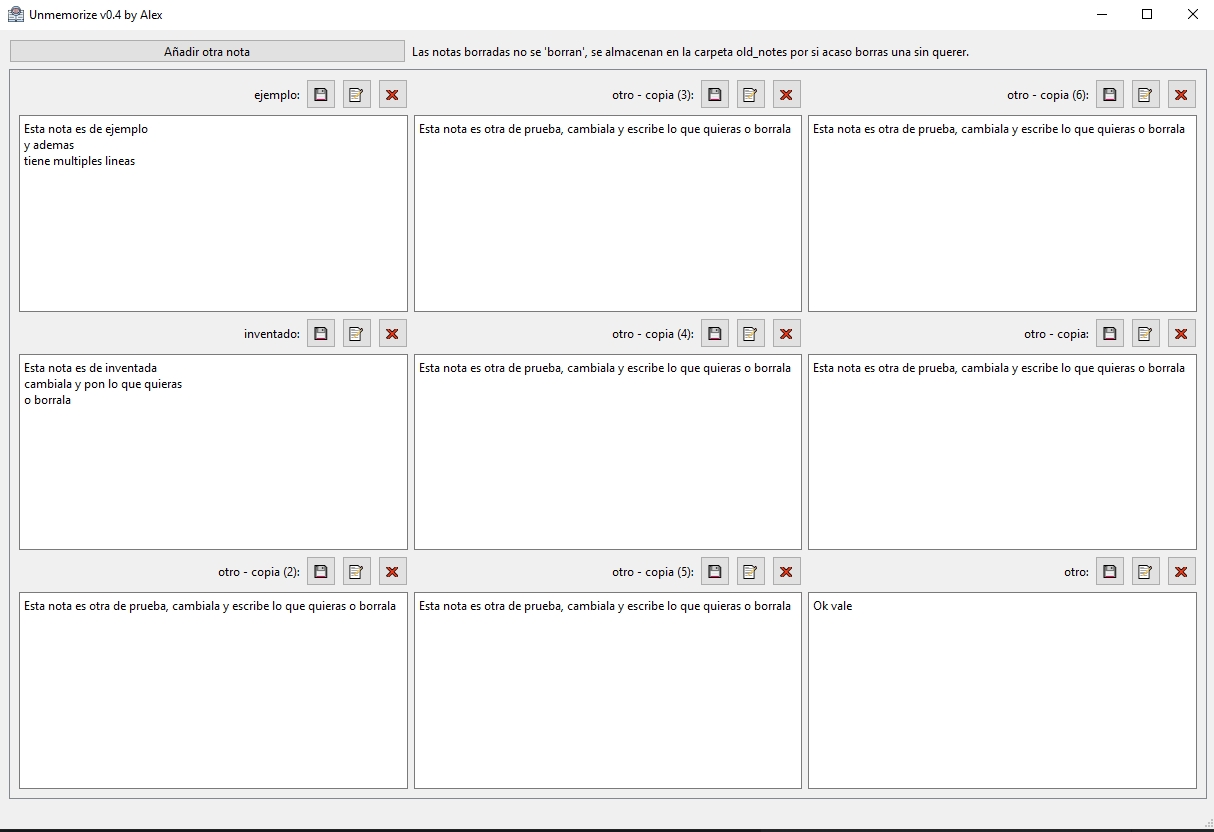 Unmemorize v0.4 by Alex
Añadir otra nota
Las notas borradas no se 'borran', se almacenan en la carpeta old_notes por si acaso borras una sin querer.
ejemplo:
Esta nota es de ejemplo
y ademas
tiene multiples lineas
otro - copia (3):
Esta nota es otra de prueba, cambiala y escribe lo que quieras o borrala
otro - copia (6):
Esta nota es otra de prueba, cambiala y escribe lo que quieras o borrala
inventado:
Esta nota es de inventada
cambiala y pon lo que quieras
o borrala
otro - copia (4):
Esta nota es otra de prueba, cambiala y escribe lo que quieras o borrala
otro - copia:
Esta nota es otra de prueba, cambiala y escribe lo que quieras o borrala
otro - copia (2):
Esta nota es otra de prueba, cambiala y escribe lo que quieras o borrala
otro - copia (5):
Esta nota es otra de prueba, cambiala y escribe lo que quieras o borrala
otro:
Ok vale